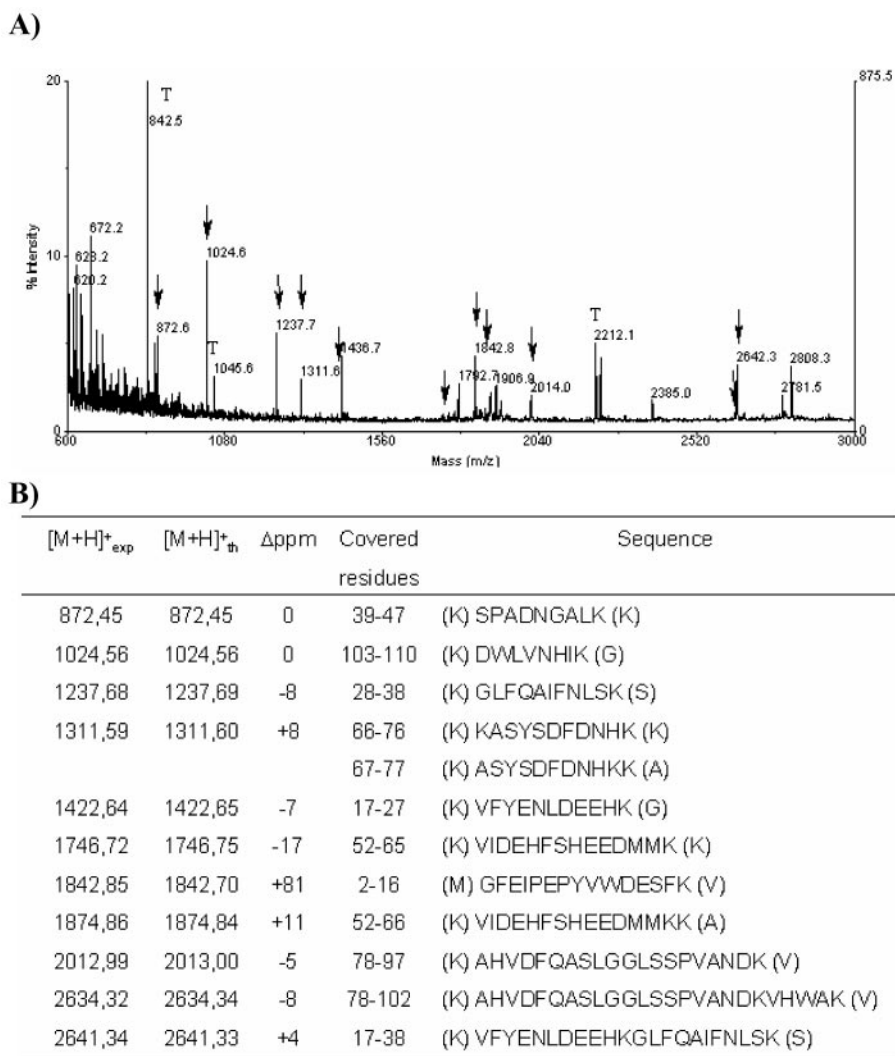 A)
20
875.5
T
842.5
% Intensity
672.2
10
1024.6
623.2
620.2
872.6
T
1045.6
1237.7
1311.6
1436.7
1792.7
1842.8
1906.9
2014.0
T
2212.1
2385.0
2642.3
2808.3
2781.5
0
0
600 1080 1560 2040 2520 3000
Mass (m/z)
B)
[M+H]⁺exp [M+H]⁺th Δppm Covered residues Sequence
872,45 872,45 0 39-47 (K) SPADNGALK (K)
1024,56 1024,56 0 103-110 (K) DWLVNHIK (G)
1237,68 1237,69 -8 28-38 (K) GLFQAIFNLSK (S)
1311,59 1311,60 +8 66-76 (K) KASYSDFDNHK (K)
67-77 (K) ASYSDFDNHKK (A)
1422,64 1422,65 -7 17-27 (K) VFYENLDEEHK (G)
1746,72 1746,75 -17 52-65 (K) VIDEHFSHEEDMMK (K)
1842,85 1842,70 +81 2-16 (M) GFEIPEPYVWDESFK (V)
1874,86 1874,84 +11 52-66 (K) VIDEHFSHEEDMMKK (A)
2012,99 2013,00 -5 78-97 (K) AHVDFQASLGGLSSPVANDK (V)
2634,32 2634,34 -8 78-102 (K) AHVDFQASLGGLSSPVANDKVHWAK (V)
2641,34 2641,33 +4 17-38 (K) VFYENLDEEHKGLFQAIFNLSK (S)